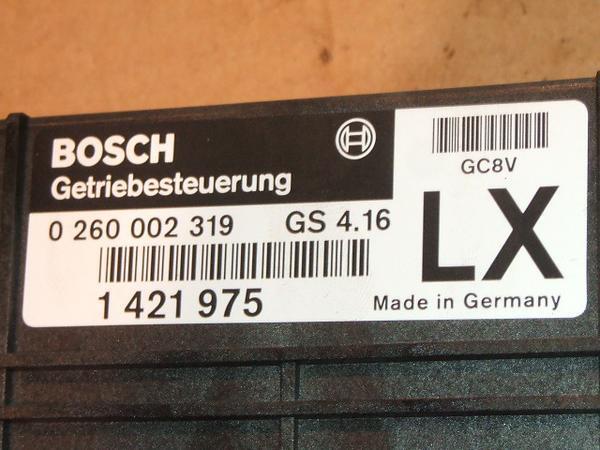 BOSCH
Getriebesteuerung
0 260 002 319 GS 4.16
1 421 975
GC8V
LX
Made in Germany